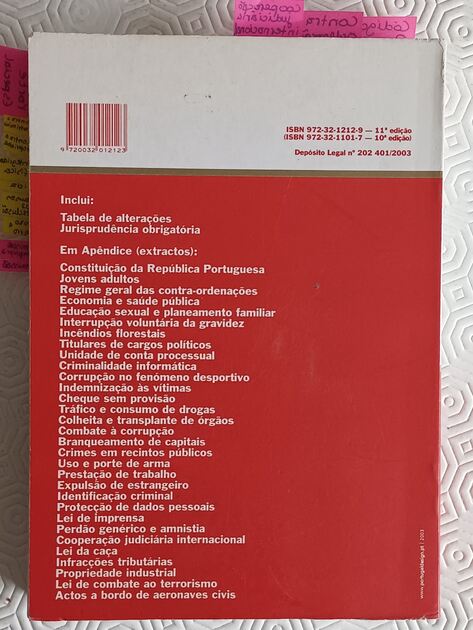 ISBN 972-32-1212-9 — 11ª edição
(ISBN 972-32-1101-7 — 10ª edição)
Depósito Legal nº 202 401/2003
9 720032 012123
Inclui:
Tabela de alterações
Jurisprudência obrigatória
Em Apêndice (extractos):
Constituição da República Portuguesa
Jovens adultos
Regime geral das contra-ordenações
Economia e saúde pública
Educação sexual e planeamento familiar
Interrupção voluntária da gravidez
Incêndios florestais
Titulares de cargos políticos
Unidade de conta processual
Criminalidade informática
Corrupção no fenómeno desportivo
Indemnização às vítimas
Cheque sem provisão
Tráfico e consumo de drogas
Colheita e transplante de órgãos
Combate à corrupção
Branqueamento de capitais
Crimes em recintos públicos
Uso e porte de arma
Prestação de trabalho
Expulsão de estrangeiro
Identificação criminal
Protecção de dados pessoais
Lei de imprensa
Perdão genérico e amnistia
Cooperação judiciária internacional
Lei da caça
Infracções tributárias
Propriedade industrial
Lei de combate ao terrorismo
Actos a bordo de aeronaves civis